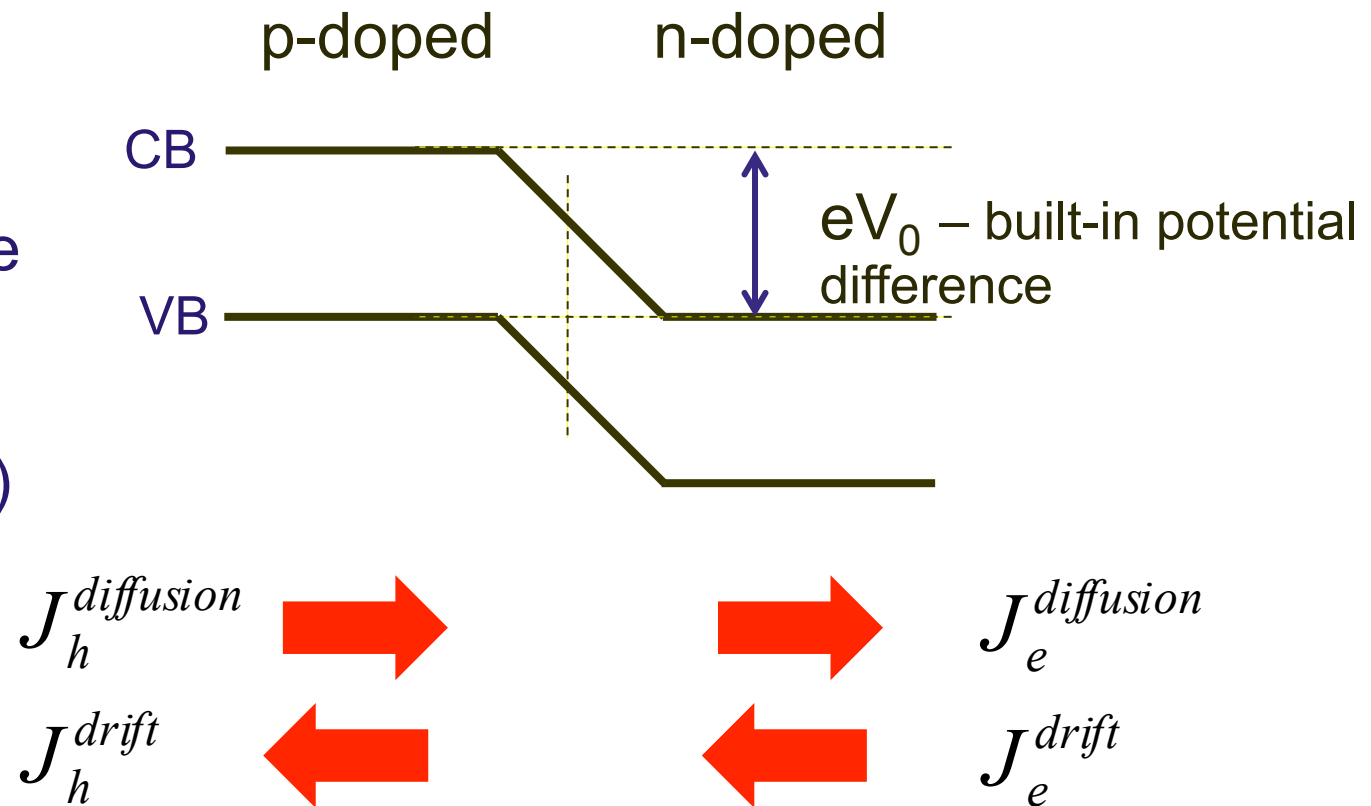 p-doped n-doped
CB
eV₀ – built-in potential
difference
e
VB
)
J_h^{diffusion} J_e^{diffusion}
J_h^{drift} J_e^{drift}